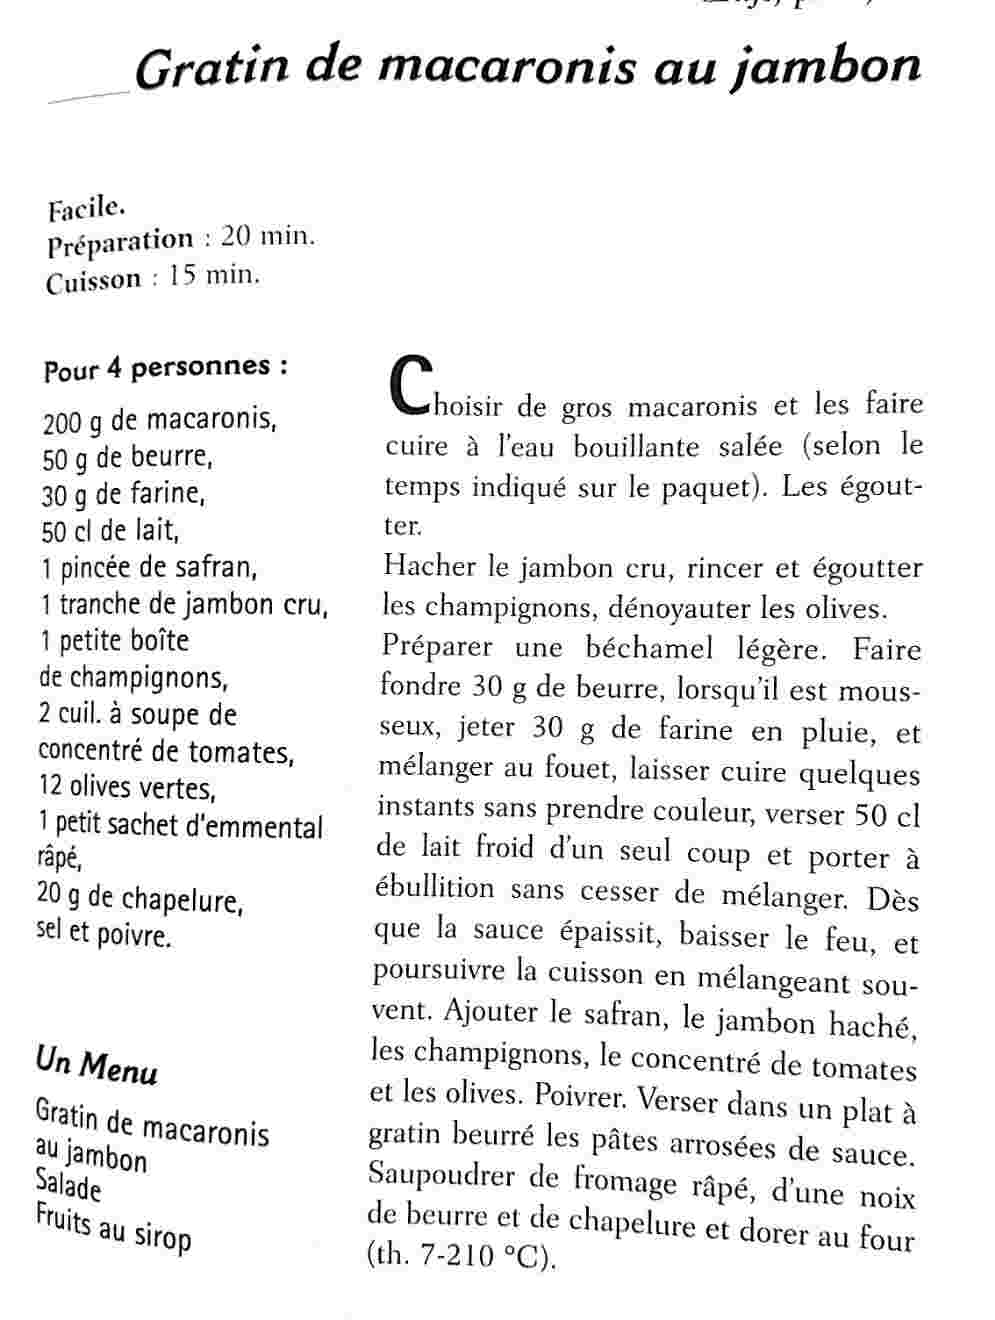 Gratin de macaronis au jambon
Facile.
Préparation : 20 min.
Cuisson : 15 min.
Pour 4 personnes :
200 g de macaronis,
50 g de beurre,
30 g de farine,
50 cl de lait,
1 pincée de safran,
1 tranche de jambon cru,
1 petite boîte
de champignons,
2 cuil. à soupe de
concentré de tomates,
12 olives vertes,
1 petit sachet d'emmental
râpé,
20 g de chapelure,
sel et poivre.
Un Menu
Gratin de macaronis
au jambon
Salade
Fruits au sirop
Choisir de gros macaronis et les faire
cuire à l'eau bouillante salée (selon le
temps indiqué sur le paquet). Les égout-
ter.
Hacher le jambon cru, rincer et égoutter
les champignons, dénoyauter les olives.
Préparer une béchamel légère. Faire
fondre 30 g de beurre, lorsqu'il est mous-
seux, jeter 30 g de farine en pluie, et
mélanger au fouet, laisser cuire quelques
instants sans prendre couleur, verser 50 cl
de lait froid d'un seul coup et porter à
ébullition sans cesser de mélanger. Dès
que la sauce épaissit, baisser le feu, et
poursuivre la cuisson en mélangeant sou-
vent. Ajouter le safran, le jambon haché,
les champignons, le concentré de tomates
et les olives. Poivrer. Verser dans un plat à
gratin beurré les pâtes arrosées de sauce.
Saupoudrer de fromage râpé, d'une noix
de beurre et de chapelure et dorer au four
(th. 7-210 °C).